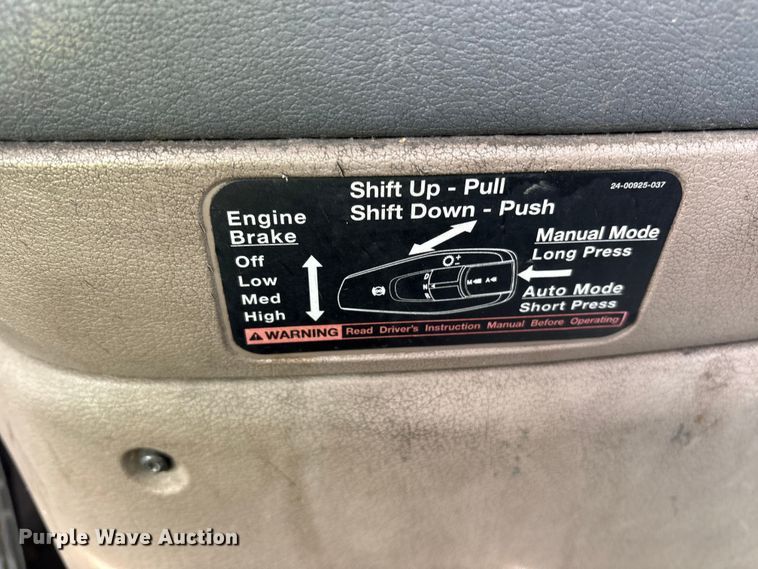 24-00925-037
Shift Up - Pull
Shift Down - Push
Engine
Brake
Off
Low
Med
High
D
N
R
M
A
Manual Mode
Long Press
Auto Mode
Short Press
WARNING Read Driver's Instruction Manual Before Operating
Purple Wave Auction